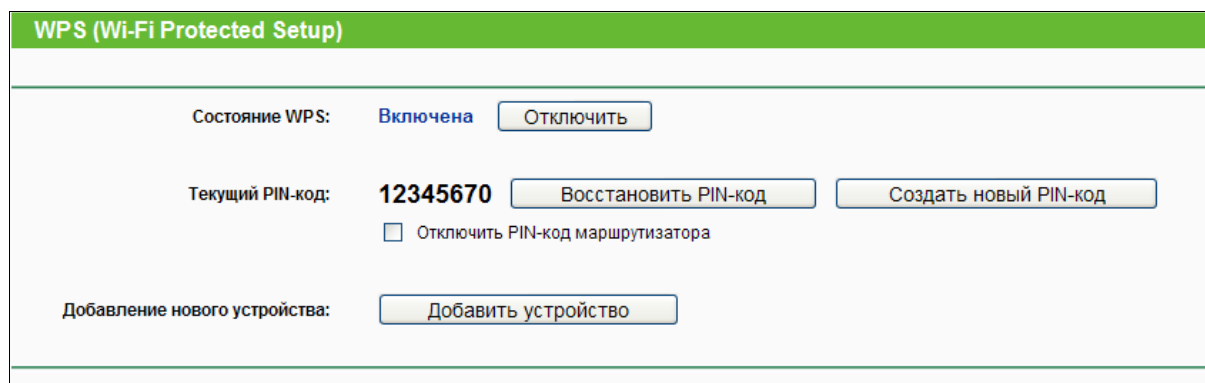 WPS (Wi-Fi Protected Setup)
Состояние WPS: Включена Отключить
Текущий PIN-код: 12345670 Восстановить PIN-код Создать новый PIN-код
Отключить PIN-код маршрутизатора
Добавление нового устройства: Добавить устройство